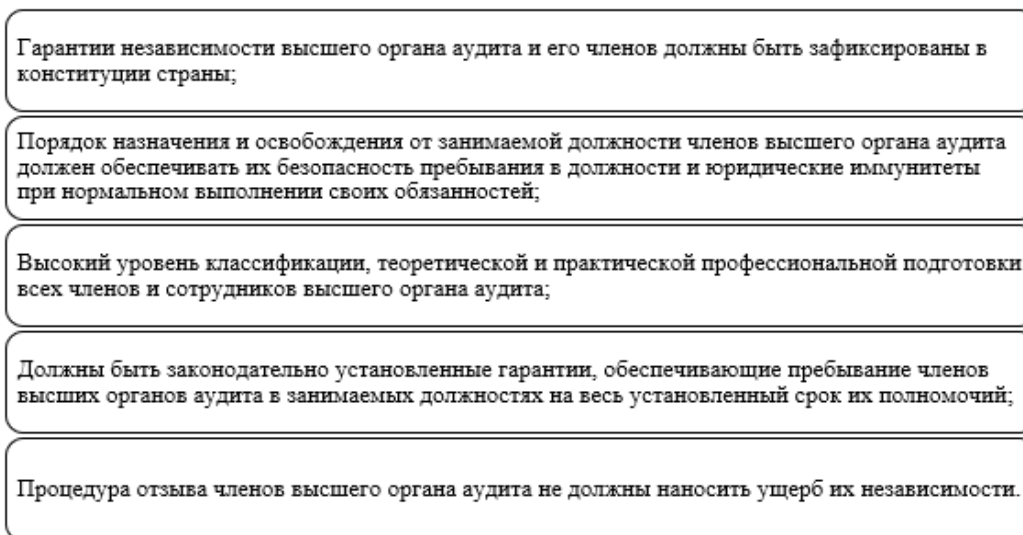 Гарантии независимости высшего органа аудита и его членов должны быть зафиксированы в
конституции страны;
Порядок назначения и освобождения от занимаемой должности членов высшего органа аудита
должен обеспечивать их безопасность пребывания в должности и юридические иммунитеты
при нормальном выполнении своих обязанностей;
Высокий уровень классификации, теоретической и практической профессиональной подготовки
всех членов и сотрудников высшего органа аудита;
Должны быть законодательно установленные гарантии, обеспечивающие пребывание членов
высших органов аудита в занимаемых должностях на весь установленный срок их полномочий;
Процедура отзыва членов высшего органа аудита не должны наносить ущерб их независимости.